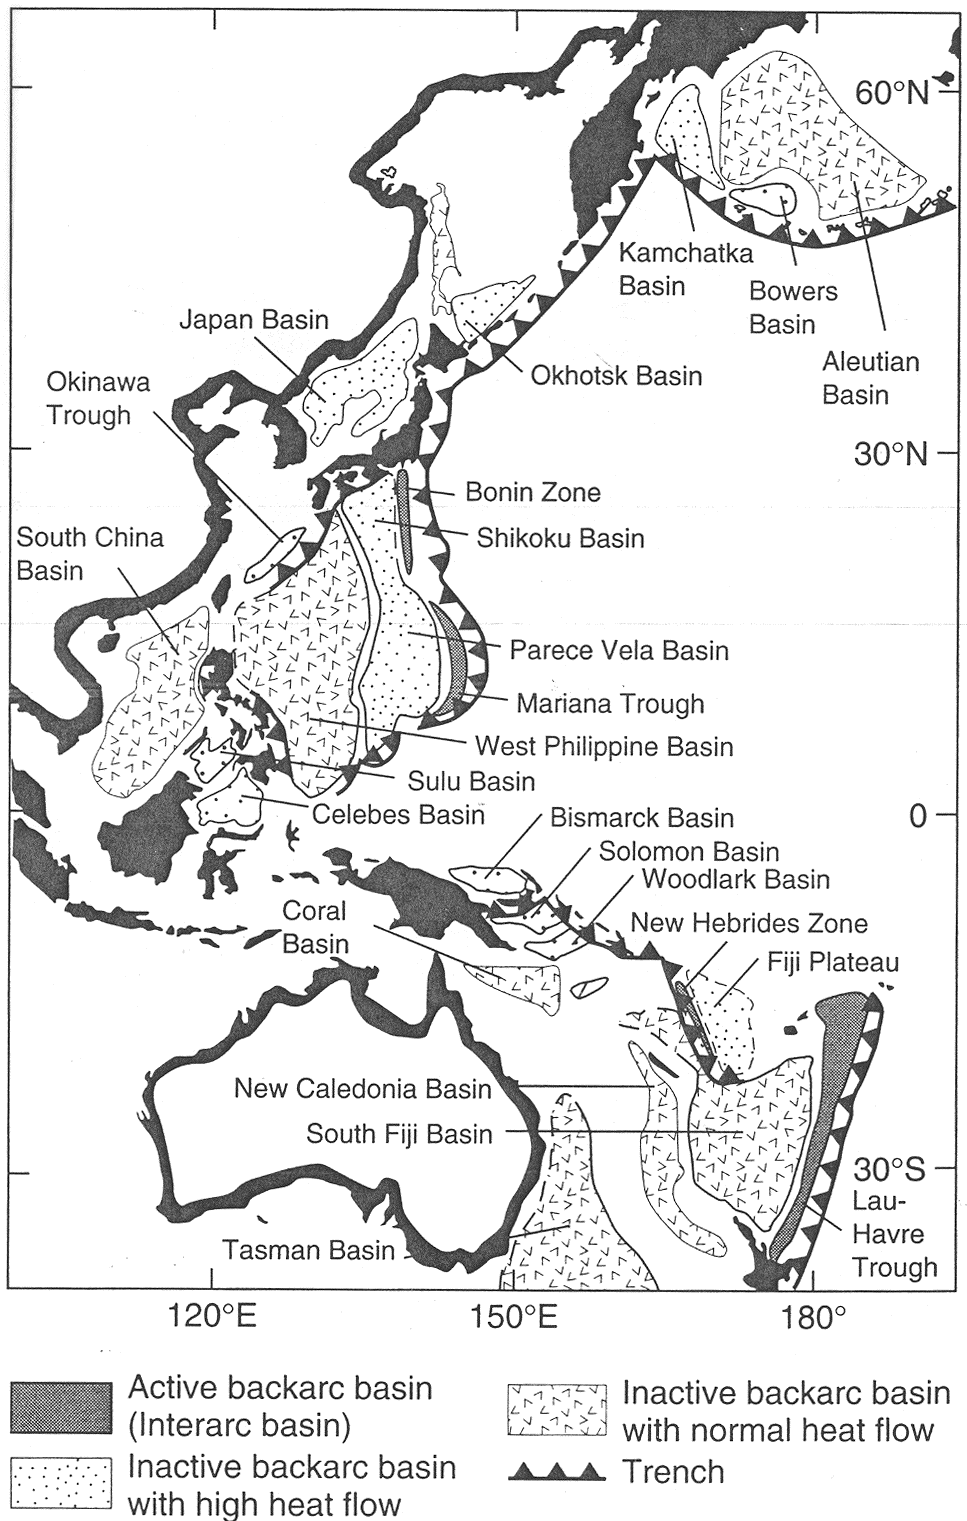 60°N
Kamchatka
Basin
Bowers
Basin
Japan Basin
Aleutian
Basin
Okinawa
Trough
Okhotsk Basin
30°N
Bonin Zone
South China
Basin
Shikoku Basin
Parece Vela Basin
Mariana Trough
West Philippine Basin
Sulu Basin
Celebes Basin
0
Bismarck Basin
Solomon Basin
Woodlark Basin
Coral
Basin
New Hebrides Zone
Fiji Plateau
New Caledonia Basin
South Fiji Basin
30°S
Lau-
Havre
Trough
Tasman Basin
120°E
150°E
180°
Active backarc basin
(Interarc basin)
Inactive backarc basin
with high heat flow
Inactive backarc basin
with normal heat flow
Trench